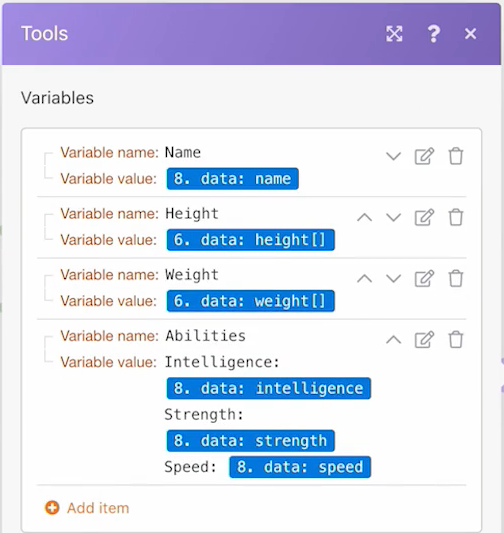 Tools
Variables
Variable name: Name
Variable value: 8. data: name
Variable name: Height
Variable value: 6. data: height[]
Variable name: Weight
Variable value: 6. data: weight[]
Variable name: Abilities
Variable value: Intelligence:
8. data: intelligence
Strength:
8. data: strength
Speed: 8. data: speed
Add item